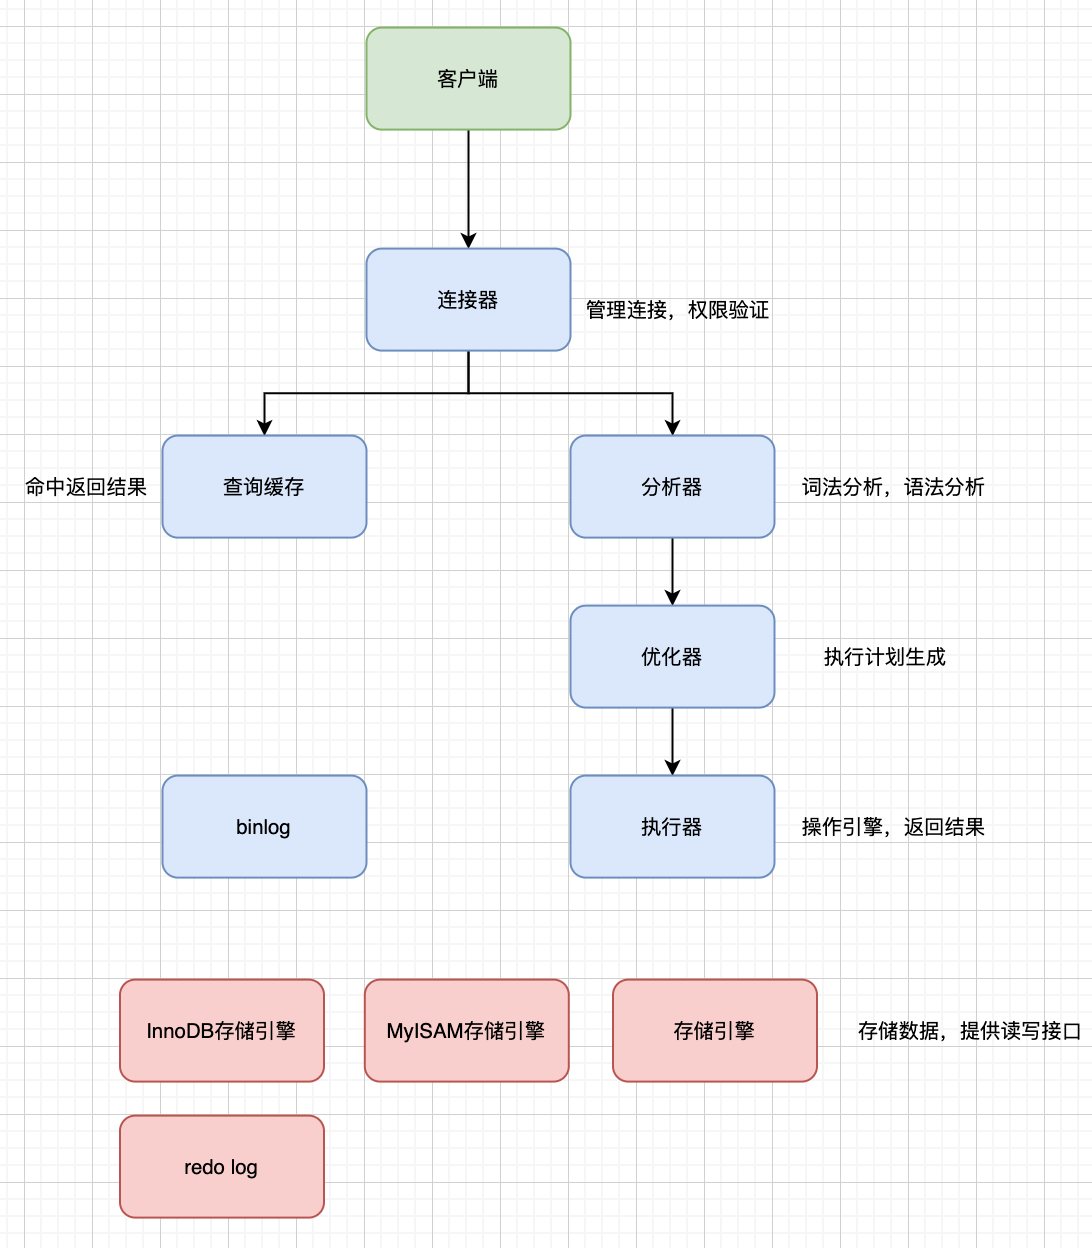 客户端
连接器
管理连接，权限验证
命中返回结果
查询缓存
分析器
词法分析，语法分析
优化器
执行计划生成
binlog
执行器
操作引擎，返回结果
InnoDB存储引擎
MyISAM存储引擎
存储引擎
存储数据，提供读写接口
redo log